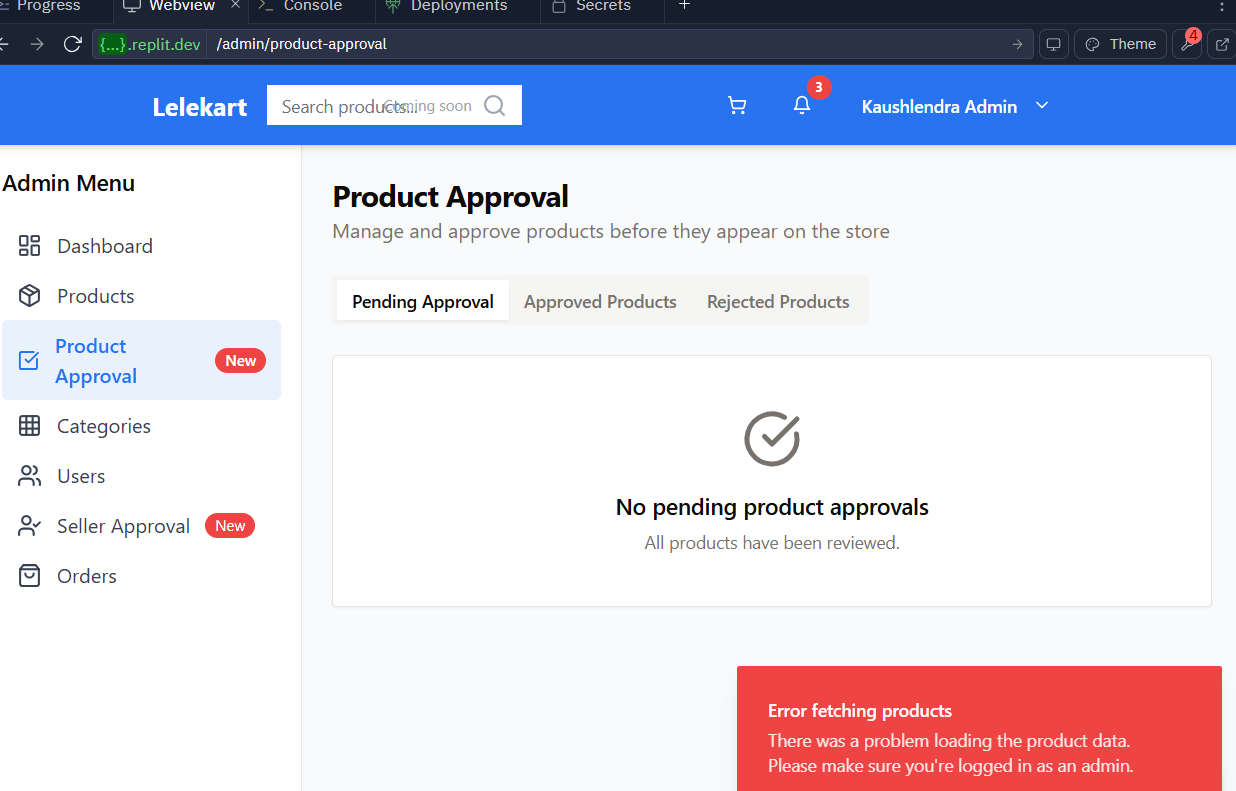 Progress
Webview
Console
Deployments
Secrets
{...}.replit.dev /admin/product-approval
Theme
4
Lelekart
Search products...
Coming soon
3
Kaushlendra Admin
Admin Menu
Dashboard
Products
Product
Approval
New
Categories
Users
Seller Approval
New
Orders
Product Approval
Manage and approve products before they appear on the store
Pending Approval
Approved Products
Rejected Products
No pending product approvals
All products have been reviewed.
Error fetching products
There was a problem loading the product data.
Please make sure you're logged in as an admin.